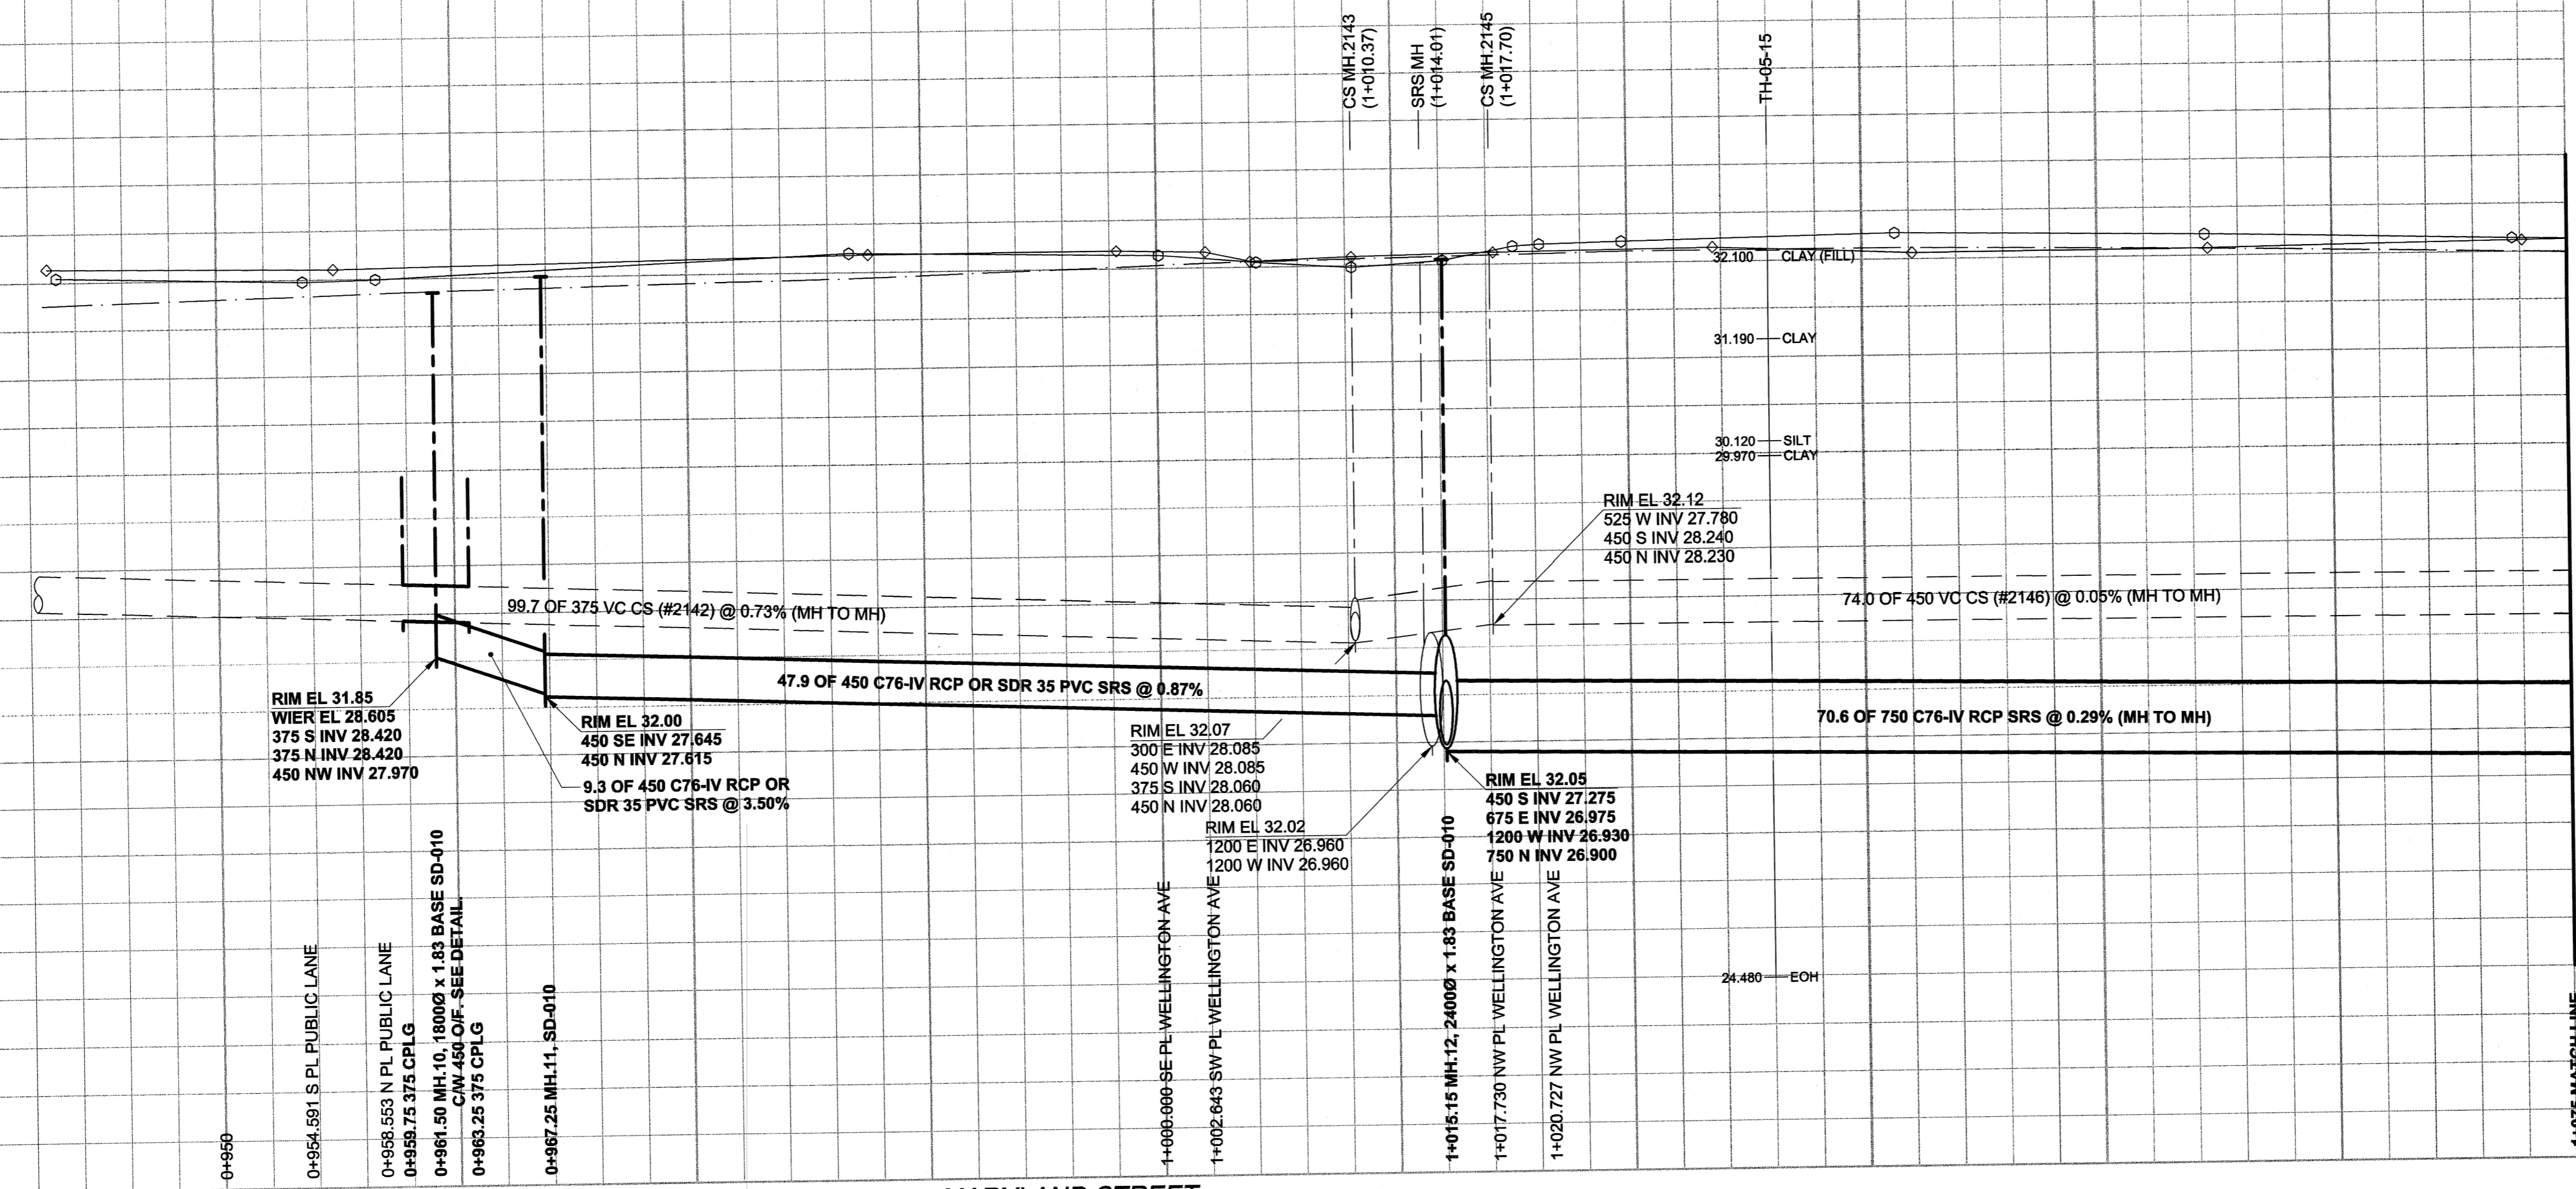 CS MH.2143
(1+010.37)
SRS MH
(1+014.01)
CS MH.2145
(1+017.70)
TH-05-15
32.100 CLAY (FILL)
31.190 CLAY
30.120 SILT
29.970 CLAY
RIM EL 32.12
525 W INV 27.780
450 S INV 28.240
450 N INV 28.230
99.7 OF 375 VC CS (#2142) @ 0.73% (MH TO MH)
74.0 OF 450 VC CS (#2146) @ 0.05% (MH TO MH)
47.9 OF 450 C76-IV RCP OR SDR 35 PVC SRS @ 0.87%
70.6 OF 750 C76-IV RCP SRS @ 0.29% (MH TO MH)
RIM EL 31.85
WIER EL 28.605
375 S INV 28.420
375 N INV 28.420
450 NW INV 27.970
RIM EL 32.00
450 SE INV 27.645
450 N INV 27.615
9.3 OF 450 C76-IV RCP OR
SDR 35 PVC SRS @ 3.50%
RIM EL 32.07
300 E INV 28.085
450 W INV 28.085
375 S INV 28.060
450 N INV 28.060
RIM EL 32.02
1200 E INV 26.960
1200 W INV 26.960
RIM EL 32.05
450 S INV 27.275
675 E INV 26.975
1200 W INV 26.930
750 N INV 26.900
24.480 EOH
0+950
0+954.591 S PL PUBLIC LANE
0+958.553 N PL PUBLIC LANE
0+959.75 375 CPLG
0+961.50 MH.10, 1800Ø x 1.83 BASE SD-010
C/W 450 O/F. SEE DETAIL.
0+963.25 375 CPLG
0+967.25 MH.11, SD-010
1+000.000 SE PL WELLINGTON AVE
1+002.643 SW PL WELLINGTON AVE
1+015.15 MH.12, 2400Ø x 1.83 BASE SD-010
1+017.730 NW PL WELLINGTON AVE
1+020.727 NW PL WELLINGTON AVE
1+075 MATCH LINE
MARYLAND STREET